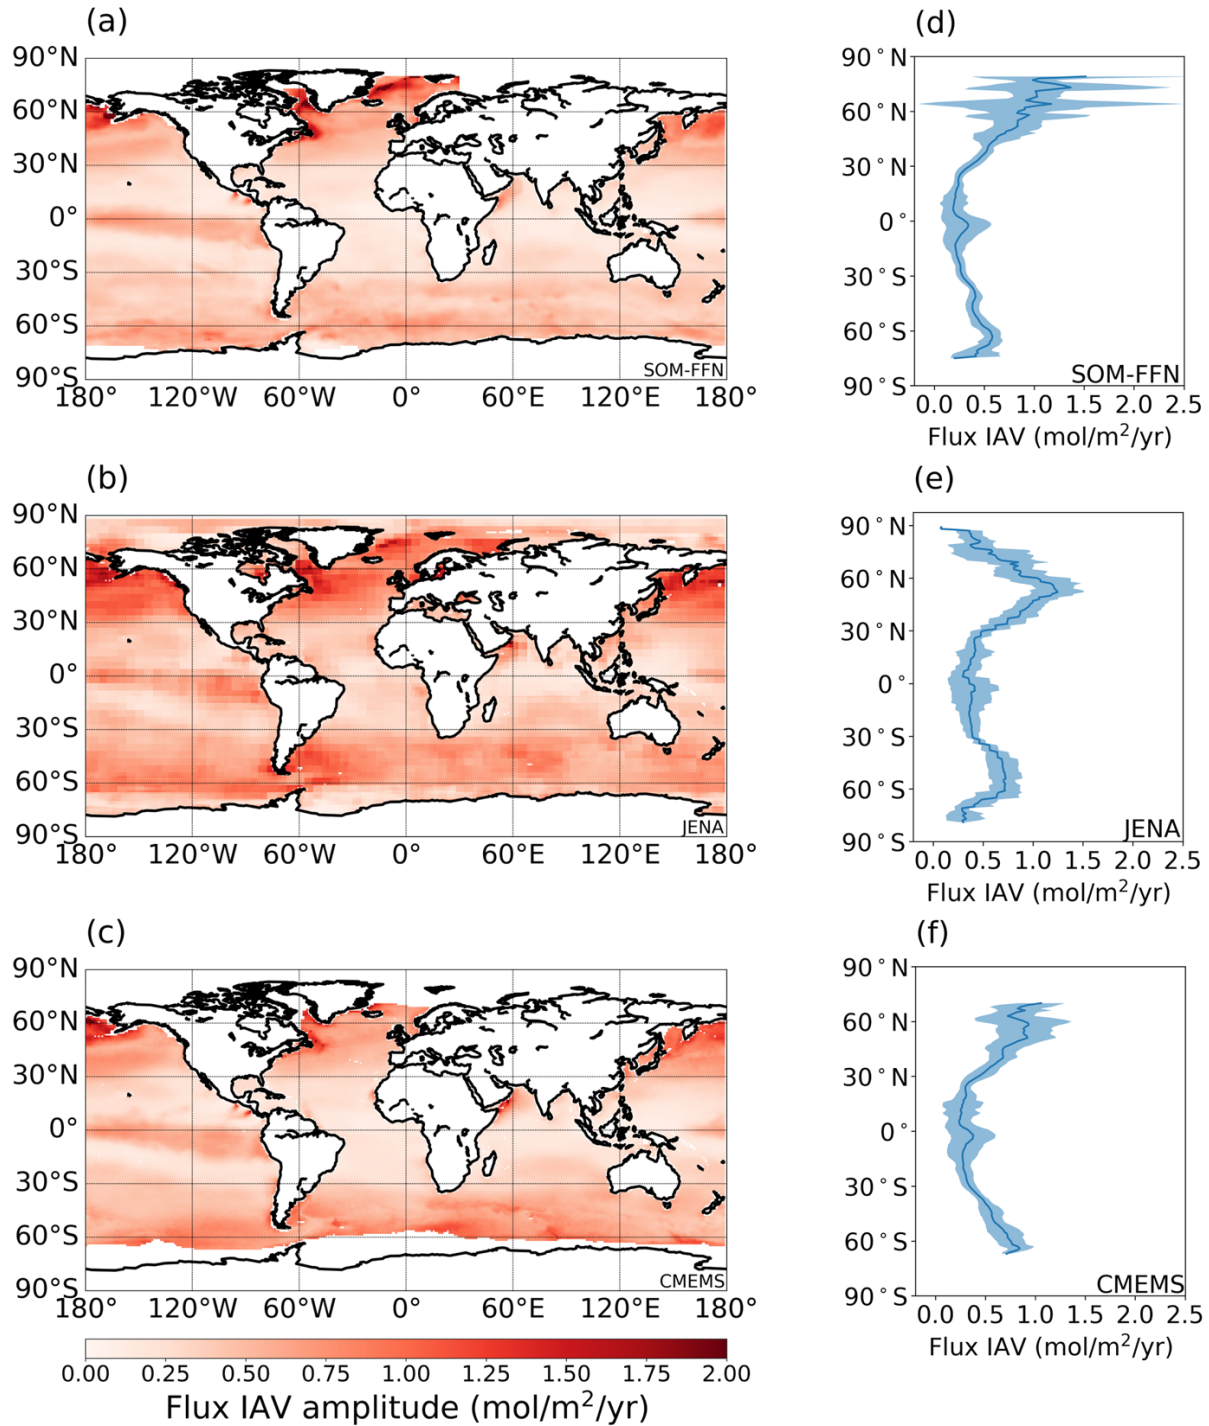 (a)
90°N
60°N
30°N
0°
30°S
60°S
90°S
180° 120°W 60°W 0° 60°E 120°E 180°
SOM-FFN
(d)
90°N
60°N
30°N
0°
30°S
60°S
90°S
SOM-FFN
0.0 0.5 1.0 1.5 2.0 2.5
Flux IAV (mol/m²/yr)
(b)
90°N
60°N
30°N
0°
30°S
60°S
90°S
JENA
180° 120°W 60°W 0° 60°E 120°E 180°
(e)
90°N
60°N
30°N
0°
30°S
60°S
90°S
JENA
0.0 0.5 1.0 1.5 2.0 2.5
Flux IAV (mol/m²/yr)
(c)
90°N
60°N
30°N
0°
30°S
60°S
90°S
CMEMS
180° 120°W 60°W 0° 60°E 120°E 180°
(f)
90°N
60°N
30°N
0°
30°S
60°S
90°S
CMEMS
0.0 0.5 1.0 1.5 2.0 2.5
Flux IAV (mol/m²/yr)
0.00 0.25 0.50 0.75 1.00 1.25 1.50 1.75 2.00
Flux IAV amplitude (mol/m²/yr)